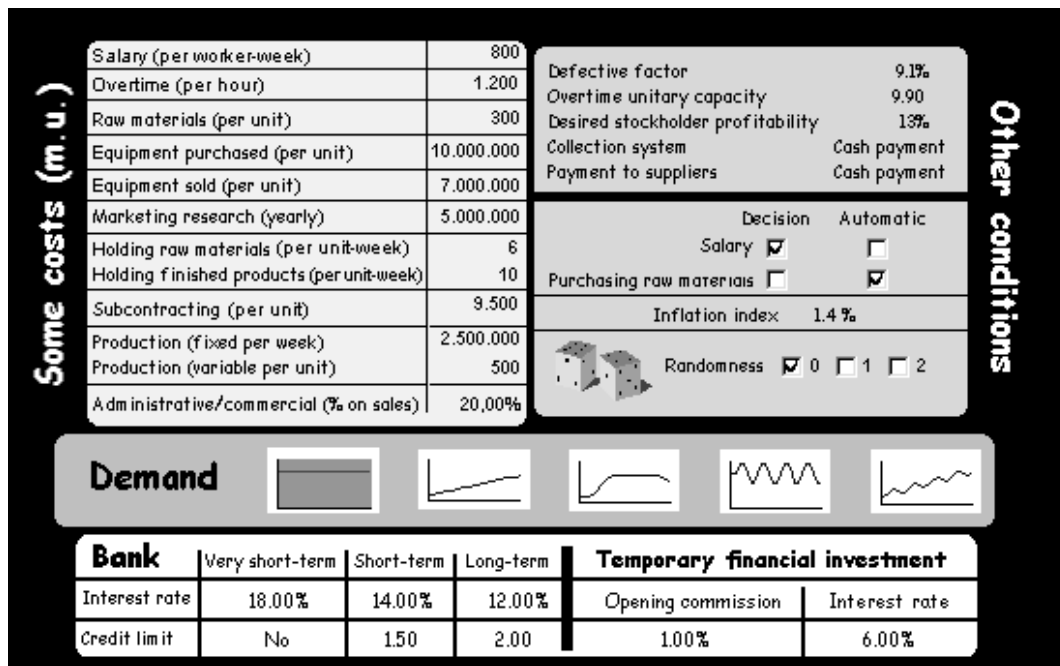 Some costs (m.u.)
Salary (per worker-week) 800
Overtime (per hour) 1.200
Raw materials (per unit) 300
Equipment purchased (per unit) 10.000.000
Equipment sold (per unit) 7.000.000
Marketing research (yearly) 5.000.000
Holding raw materials (per unit-week) 6
Holding finished products (per unit-week) 10
Subcontracting (per unit) 9.500
Production (fixed per week) 2.500.000
Production (variable per unit) 500
Administrative/commercial (% on sales) 20,00%
Other conditions
Defective factor 9.1%
Overtime unitary capacity 9.90
Desired stockholder profitability 13%
Collection system Cash payment
Payment to suppliers Cash payment
Decision Automatic
Salary
Purchasing raw materials
Inflation index 1.4 %
Randomness 0 1 2
Demand
Bank Very short-term Short-term Long-term Temporary financial investment
Interest rate 18.00% 14.00% 12.00% Opening commission Interest rate
Credit limit No 1.50 2.00 1.00% 6.00%